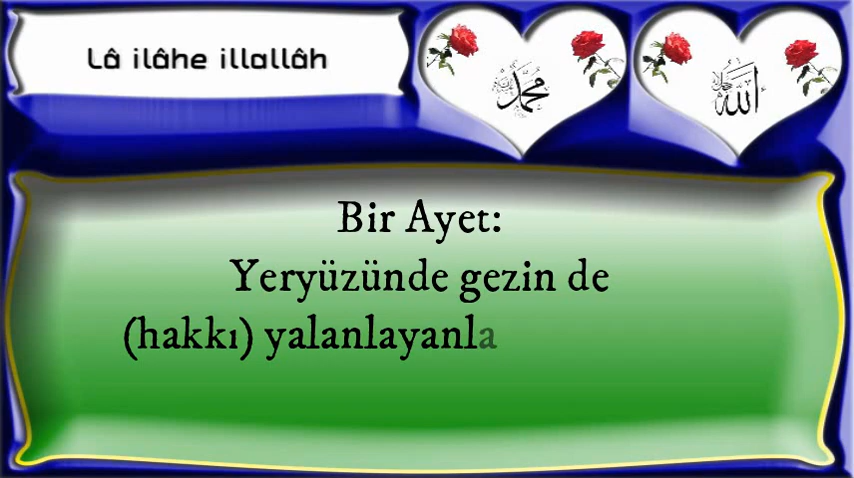 Lâ ilâhe illallâh
محمد
الله
Bir Ayet:
Yeryüzünde gezin de
(hakkı) yalanlayanla